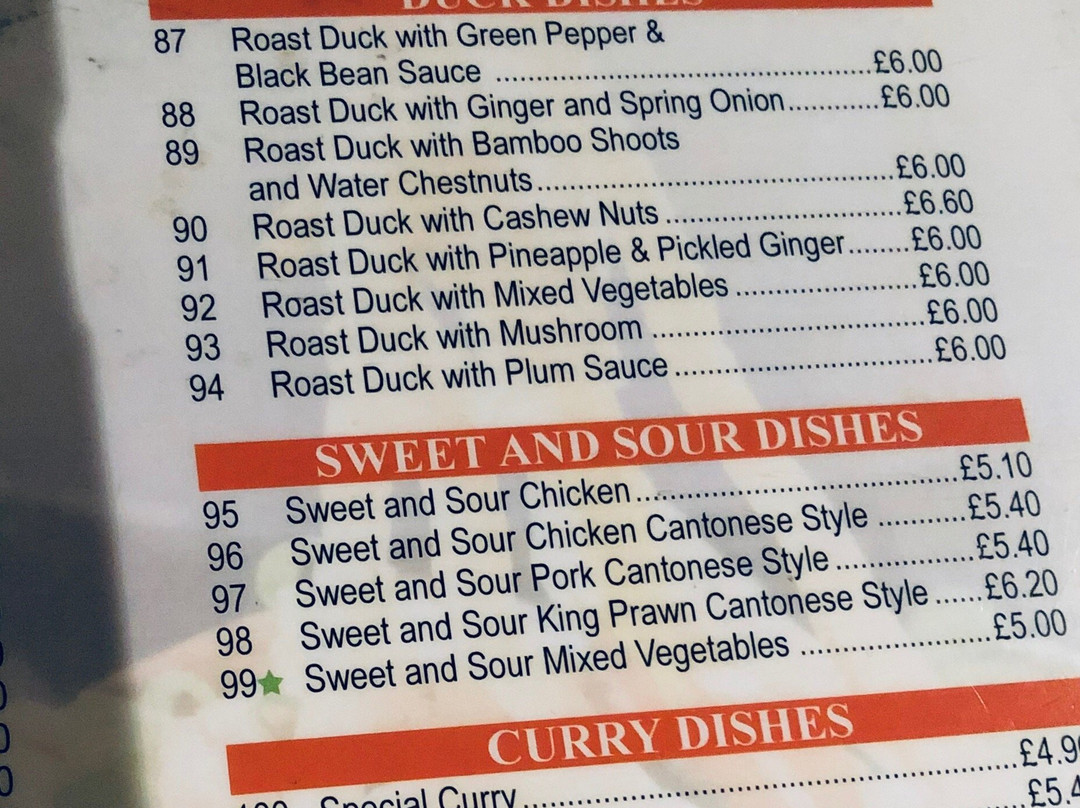 DUCK DISHES
87 Roast Duck with Green Pepper &
Black Bean Sauce ........................................£6.00
88 Roast Duck with Ginger and Spring Onion............£6.00
89 Roast Duck with Bamboo Shoots
and Water Chestnuts......................................£6.00
90 Roast Duck with Cashew Nuts .........................£6.60
91 Roast Duck with Pineapple & Pickled Ginger........£6.00
92 Roast Duck with Mixed Vegetables ...................£6.00
93 Roast Duck with Mushroom .............................£6.00
94 Roast Duck with Plum Sauce............................£6.00
SWEET AND SOUR DISHES
95 Sweet and Sour Chicken....................................£5.10
96 Sweet and Sour Chicken Cantonese Style ...........£5.40
97 Sweet and Sour Pork Cantonese Style ................£5.40
98 Sweet and Sour King Prawn Cantonese Style ......£6.20
99★ Sweet and Sour Mixed Vegetables ....................£5.00
CURRY DISHES
Special Curry